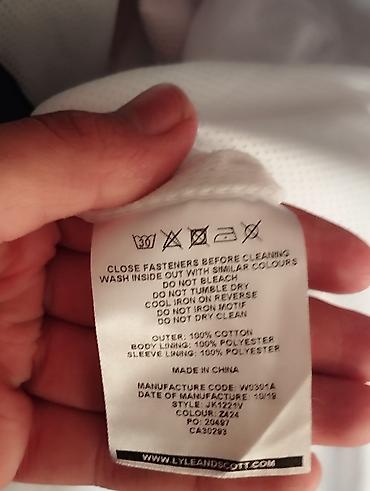 30
CLOSE FASTENERS BEFORE CLEANING
WASH INSIDE OUT WITH SIMILAR COLOURS
DO NOT BLEACH
DO NOT TUMBLE DRY
COOL IRON ON REVERSE
DO NOT IRON MOTIF
DO NOT DRY CLEAN
OUTER: 100% COTTON
BODY LINING: 100% POLYESTER
SLEEVE LINING: 100% POLYESTER
MADE IN CHINA
MANUFACTURE CODE: W0301A
DATE OF MANUFACTURE: 10/19
STYLE: JK1221V
COLOUR: Z424
PO: 20497
CA30293
WWW.LYLEANDSCOTT.COM